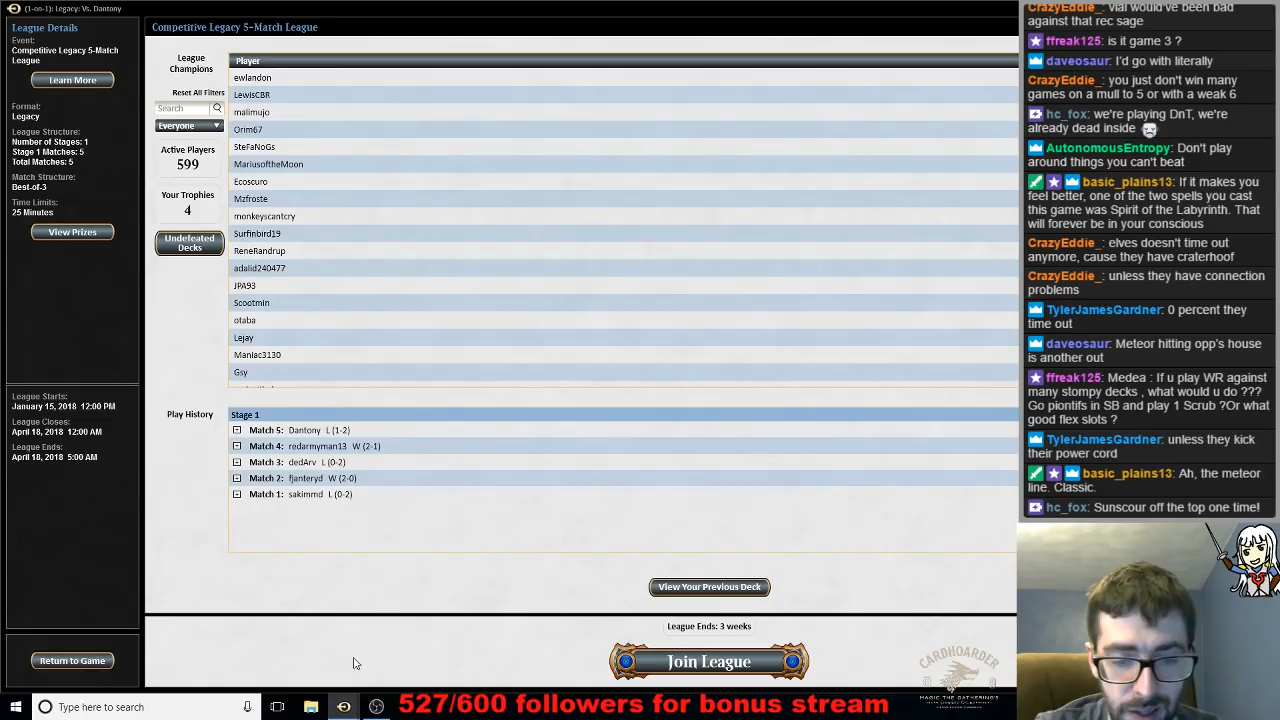 (1-on-1): Legacy: Vs. Dantony
League Details
Event:
Competitive Legacy 5-Match
League
Learn More
Format:
Legacy
League Structure:
Number of Stages: 1
Stage 1 Matches: 5
Total Matches: 5
Match Structure:
Best-of-3
Time Limits:
25 Minutes
View Prizes
League Starts:
January 15, 2018 12:00 PM
League Closes:
April 18, 2018 12:00 AM
League Ends:
April 18, 2018 5:00 AM
Return to Game
Competitive Legacy 5-Match League
League
Champions
Reset All Filters
Search
Everyone
Active Players
599
Your Trophies
4
Undefeated
Decks
Player
ewlandon
LewisCBR
malimujo
Orim67
SteFaNoGs
MariusoftheMoon
Ecoscuro
Mzfroste
monkeyscantcry
Surfinbird19
ReneRandrup
adalid240477
JPA93
Scootmin
otaba
Lejay
Maniac3130
Gsy
Play History
Stage 1
Match 5: Dantony L (1-2)
Match 4: redarmyman13 W (2-1)
Match 3: dedArv L (0-2)
Match 2: fjanteryd W (2-0)
Match 1: sakimmd L (0-2)
View Your Previous Deck
League Ends: 3 weeks
Join League
CARDHOARDER
MAGIC THE GATHERING'S
CrazyEddie_: vial would've been bad
against that rec sage
ffreak125: is it game 3 ?
daveosaur: I'd go with literally
CrazyEddie_: you just don't win many
games on a mull to 5 or with a weak 6
hc_fox: we're playing DnT, we're
already dead inside
AutonomousEntropy: Don't play
around things you can't beat
basic_plains13: If it makes you
feel better, one of the two spells you cast
this game was Spirit of the Labyrinth. That
will forever be in your conscious
CrazyEddie_: elves doesn't time out
anymore, cause they have craterhoof
CrazyEddie_: unless they have connection
problems
TylerJamesGardner: 0 percent they
time out
daveosaur: Meteor hitting opp's house
is another out
ffreak125: Medea : If u play WR against
many stompy decks , what would u do ???
Go piontifs in SB and play 1 Scrub ?Or what
good flex slots ?
TylerJamesGardner: unless they kick
their power cord
basic_plains13: Ah, the meteor
line. Classic.
hc_fox: Sunscour off the top one time!
Type here to search
527/600 followers for bonus stream